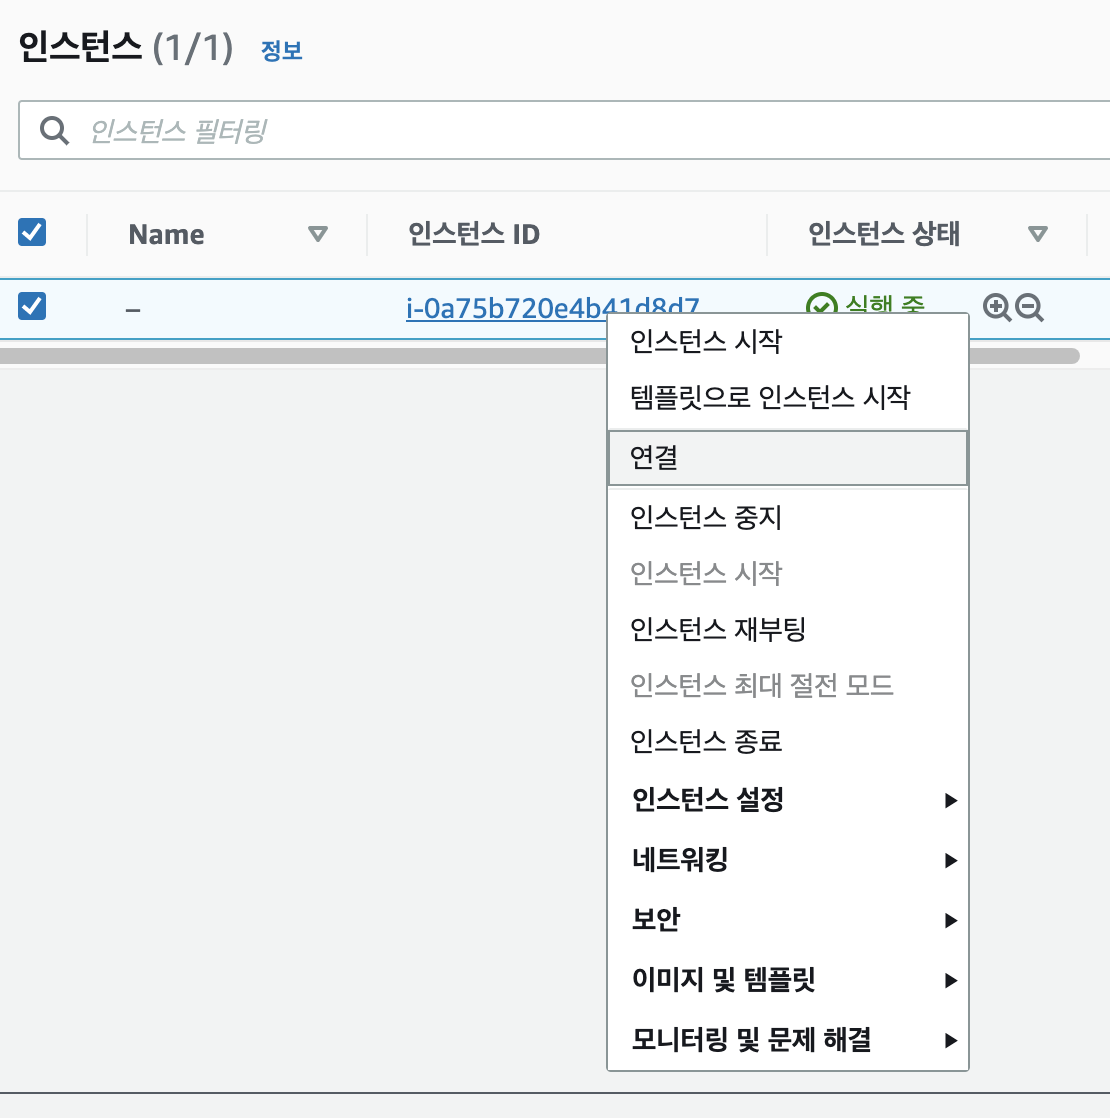 인스턴스 (1/1) 정보
인스턴스 필터링
Name 인스턴스 ID 인스턴스 상태
– i-0a75b720e4b41d8d7 실행 중
인스턴스 시작
템플릿으로 인스턴스 시작
연결
인스턴스 중지
인스턴스 시작
인스턴스 재부팅
인스턴스 최대 절전 모드
인스턴스 종료
인스턴스 설정
네트워킹
보안
이미지 및 템플릿
모니터링 및 문제 해결